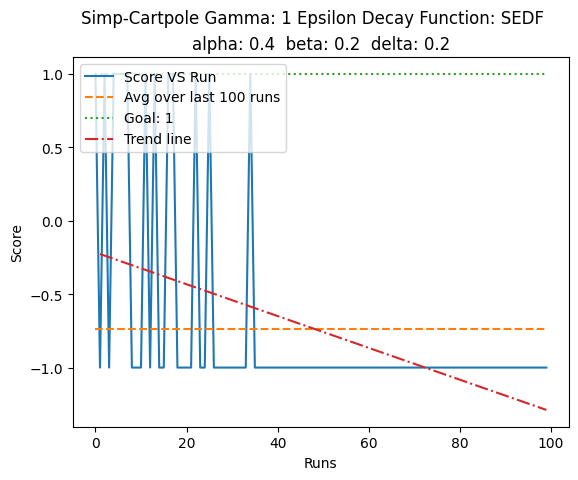 Simp-Cartpole Gamma: 1 Epsilon Decay Function: SEDF
alpha: 0.4  beta: 0.2  delta: 0.2
Score VS Run
Avg over last 100 runs
Goal: 1
Trend line
Score
1.0
0.5
0.0
−0.5
−1.0
0 20 40 60 80 100
Runs